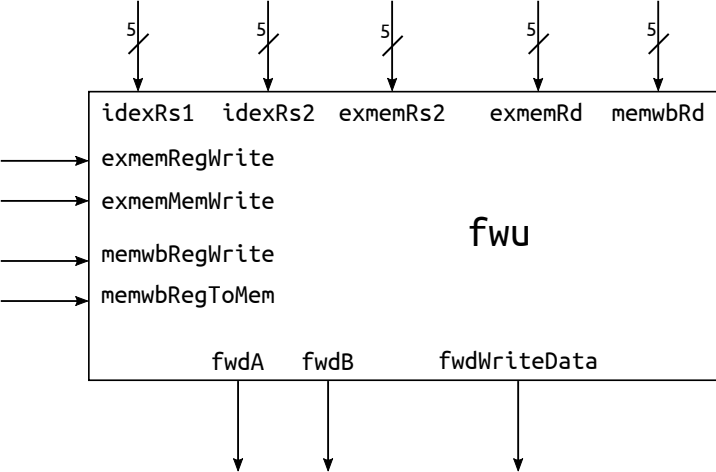 5 5 5 5 5
idexRs1 idexRs2 exmemRs2 exmemRd memwbRd
exmemRegWrite
exmemMemWrite
fwu
memwbRegWrite
memwbRegToMem
fwdA fwdB fwdWriteData